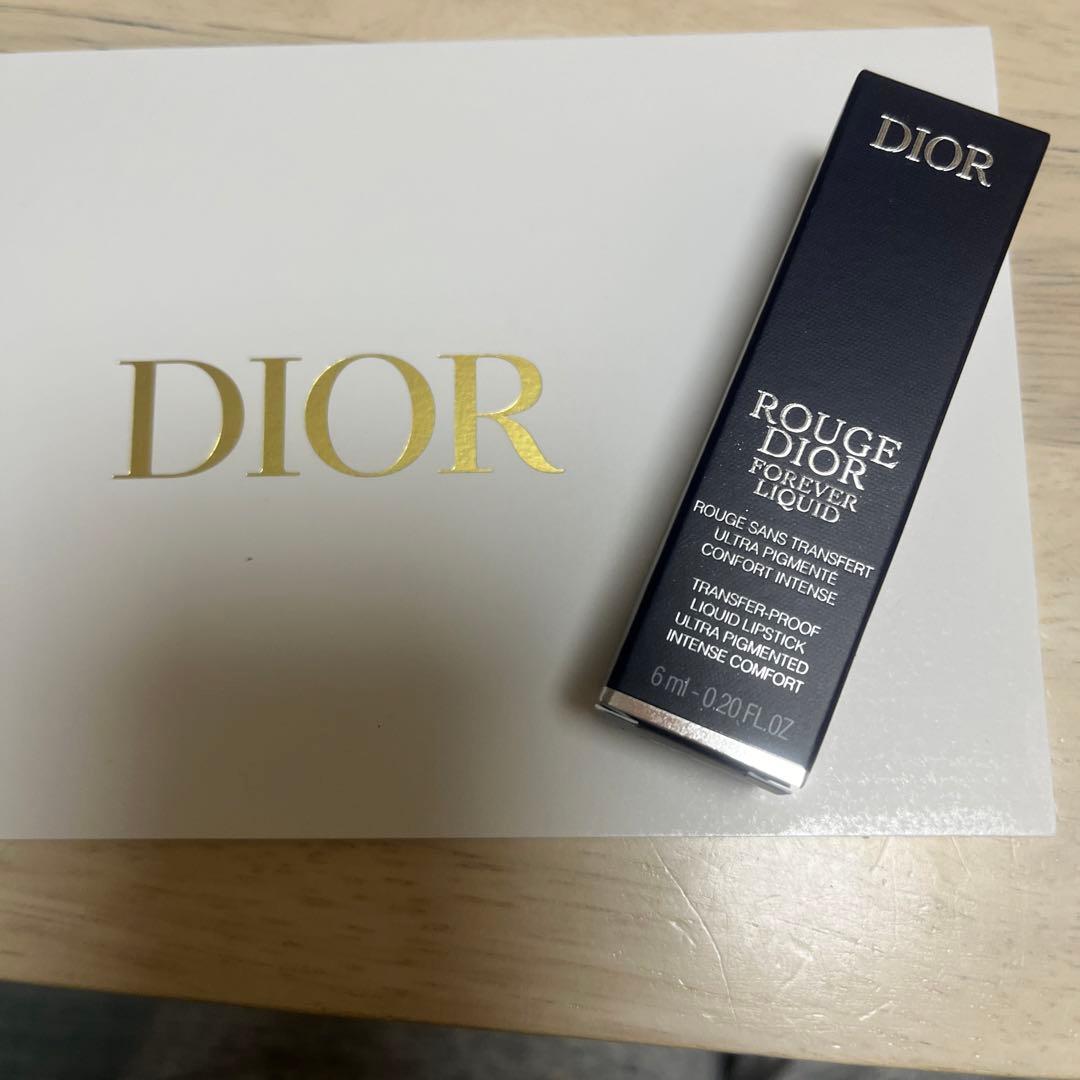 DIOR
DIOR
ROUGE
DIOR
FOREVER
LIQUID
ROUGE SANS TRANSFERT
ULTRA PIGMENTÉ
CONFORT INTENSE
TRANSFER-PROOF
LIQUID LIPSTICK
ULTRA PIGMENTED
INTENSE COMFORT
6 ml - 0.20 FL.OZ